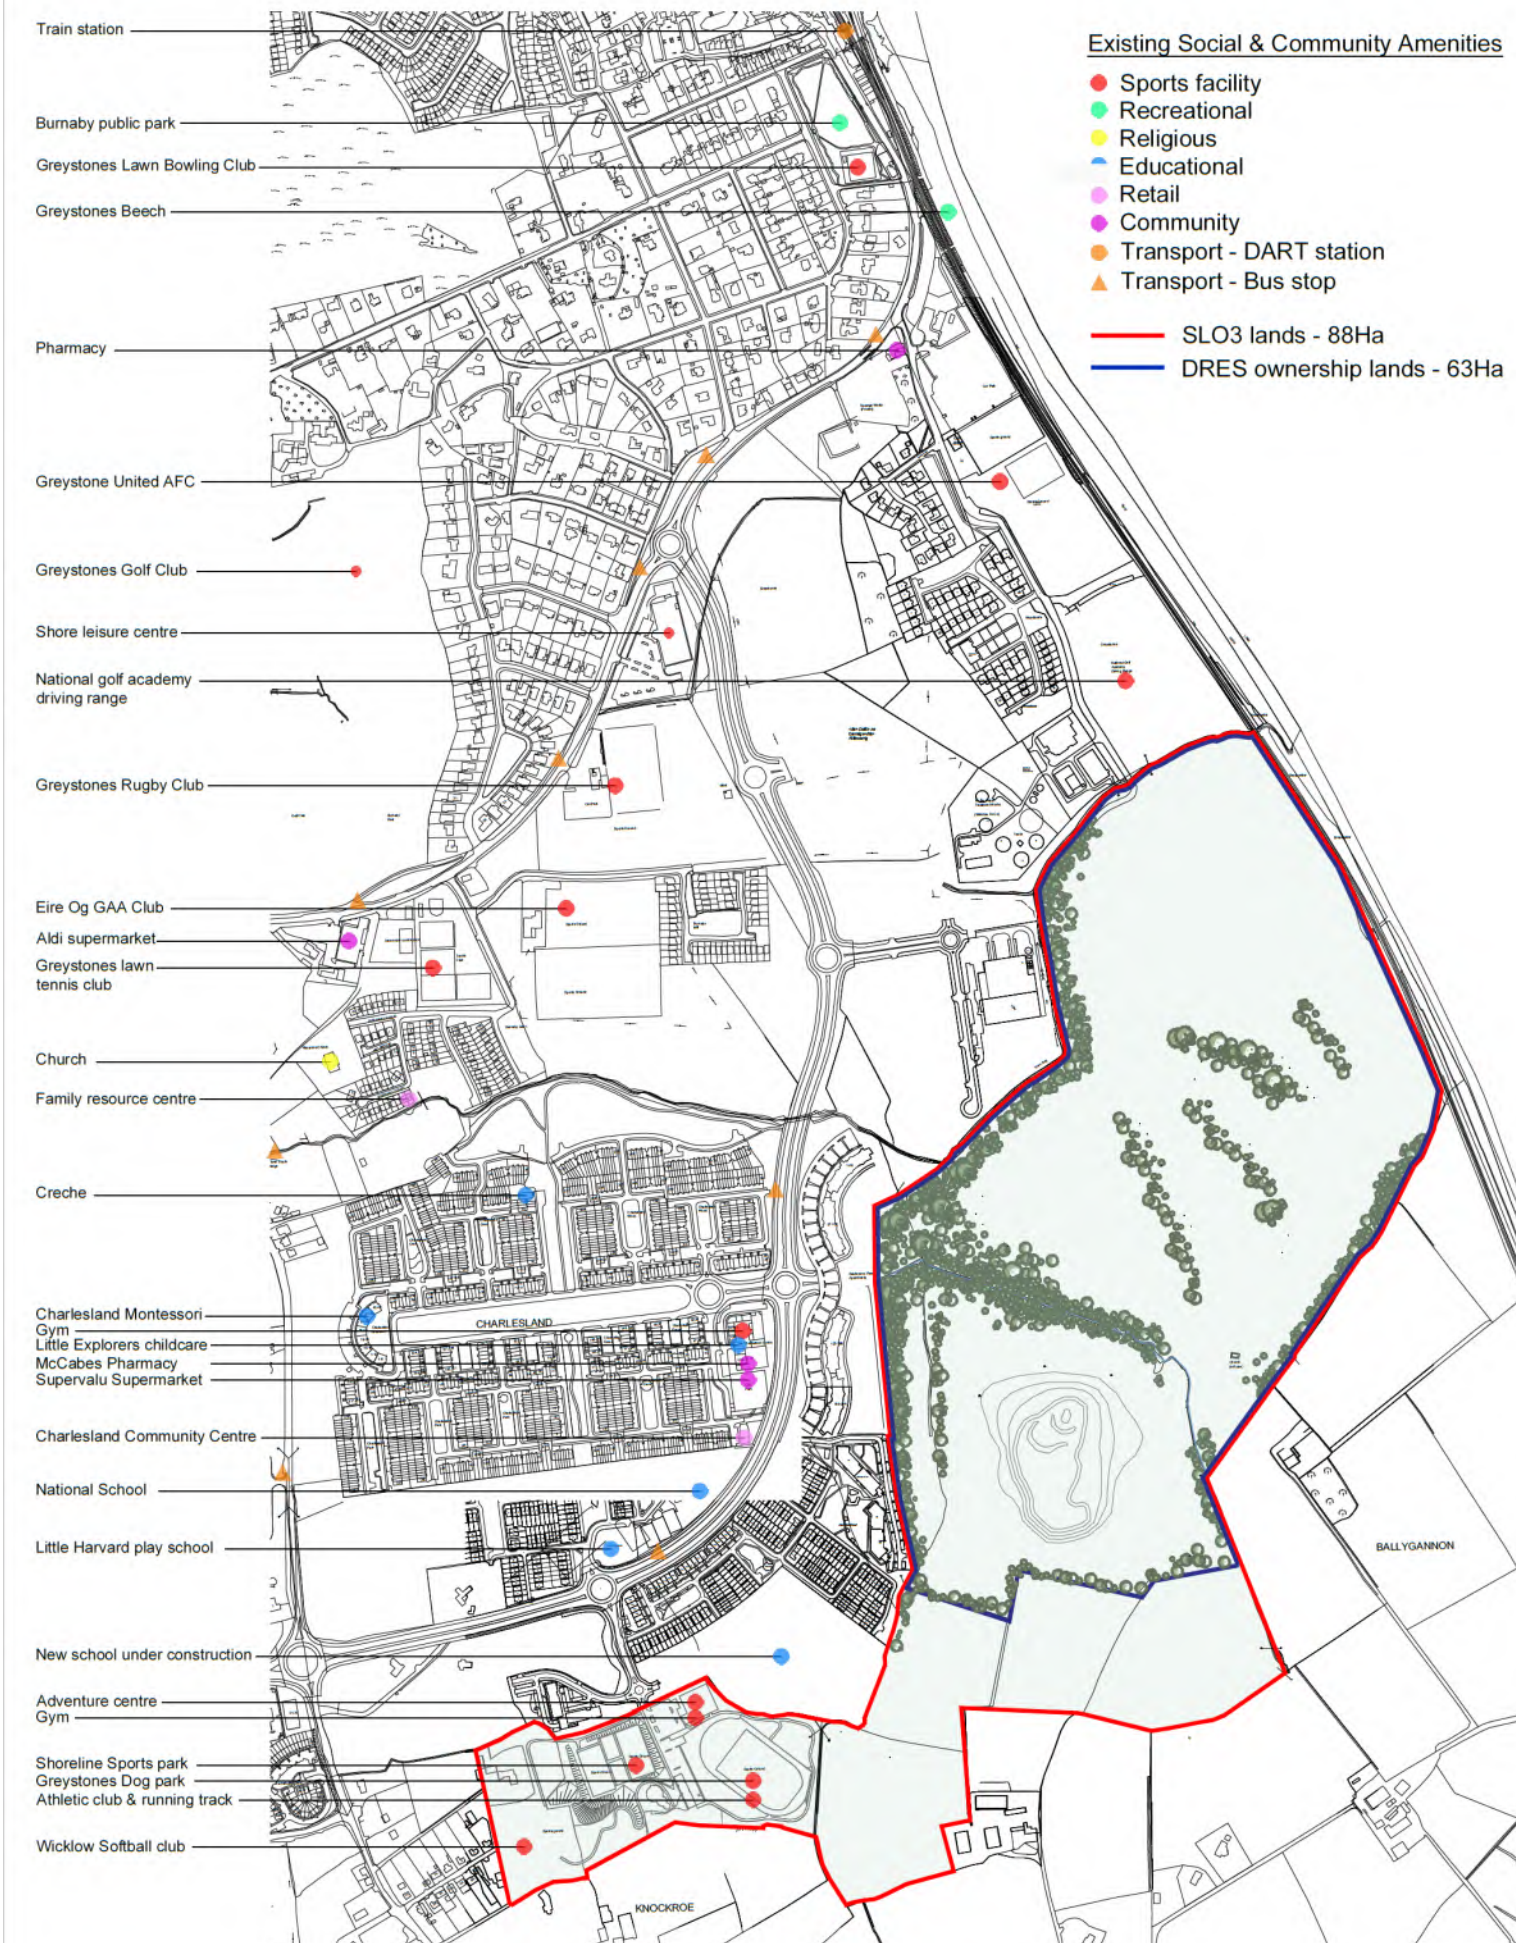 Train station
Burnaby public park
Greystones Lawn Bowling Club
Greystones Beech
Pharmacy
Greystone United AFC
Greystones Golf Club
Shore leisure centre
National golf academy
driving range
Greystones Rugby Club
Eire Og GAA Club
Aldi supermarket
Greystones lawn
tennis club
Church
Family resource centre
Creche
Charlesland Montessori
Gym
Little Explorers childcare
McCabes Pharmacy
Supervalu Supermarket
Charlesland Community Centre
National School
Little Harvard play school
New school under construction
Adventure centre
Gym
Shoreline Sports park
Greystones Dog park
Athletic club & running track
Wicklow Softball club
Existing Social & Community Amenities
Sports facility
Recreational
Religious
Educational
Retail
Community
Transport - DART station
Transport - Bus stop
SLO3 lands - 88Ha
DRES ownership lands - 63Ha
CHARLESLAND
BALLYGANNON
KNOCKROE